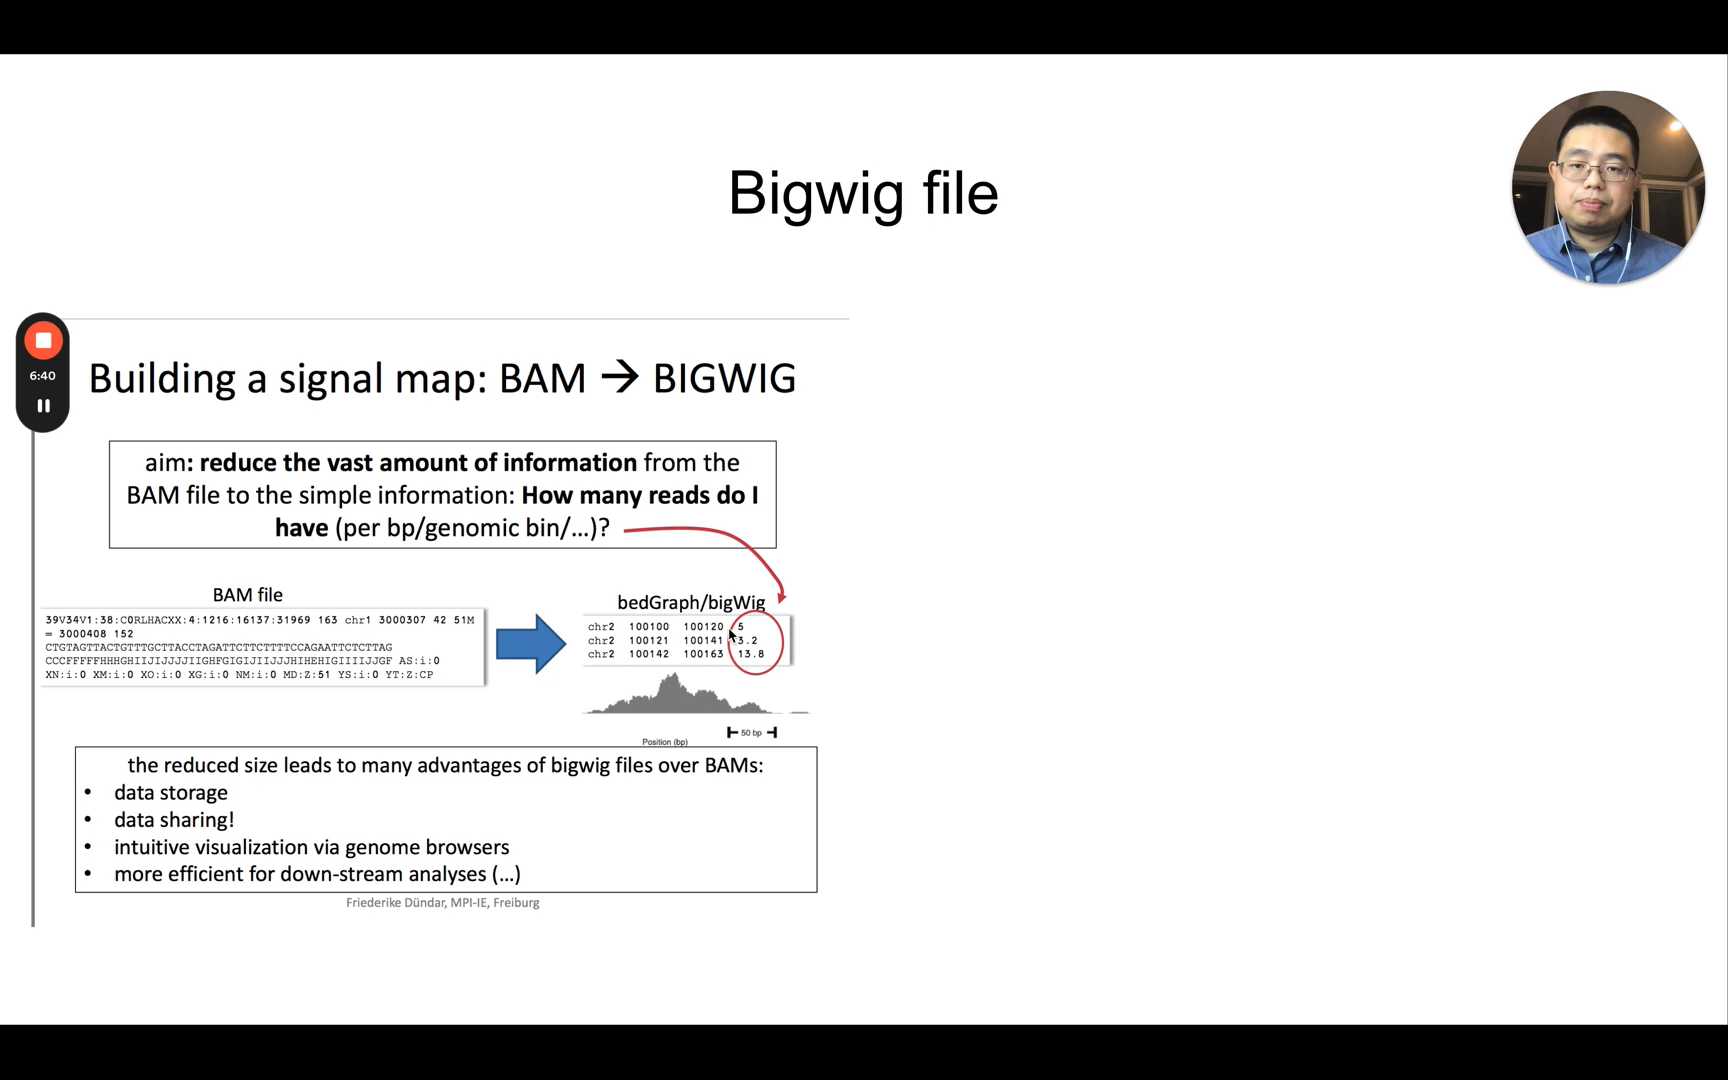 Bigwig file
6:40
Building a signal map: BAM → BIGWIG
aim: reduce the vast amount of information from the
BAM file to the simple information: How many reads do I
have (per bp/genomic bin/...)?
BAM file
39V34V1:38:C0RLHACXX:4:1216:16137:31969 163 chr1 3000307 42 51M
= 3000408 152
CTGTAGTTACTGTTTGCTTACCTAGATTCTTCTTTTCCAGAATTCTCTTAG
CCCFFFFFHHHGHIIJIJJJJIIGHFGIGIJIIJJJHIHEHIGIIIIJJGF AS:i:0
XN:i:0 XM:i:0 XO:i:0 XG:i:0 NM:i:0 MD:Z:51 YS:i:0 YT:Z:CP
bedGraph/bigWig
chr2 100100 100120 5
chr2 100121 100141 3.2
chr2 100142 100163 13.8
50 bp
Position (bp)
the reduced size leads to many advantages of bigwig files over BAMs:
• data storage
• data sharing!
• intuitive visualization via genome browsers
• more efficient for down-stream analyses (...)
Friederike Dündar, MPI-IE, Freiburg